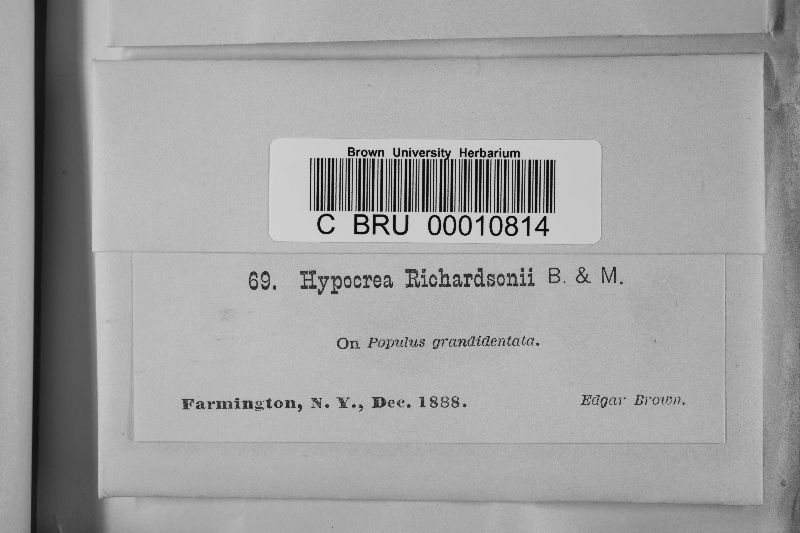 Brown University Herbarium
C BRU 00010814
69. Hypocrea Richardsonii B. & M.
On Populus grandidentata.
Farmington, N. Y., Dec. 1888. Edgar Brown.